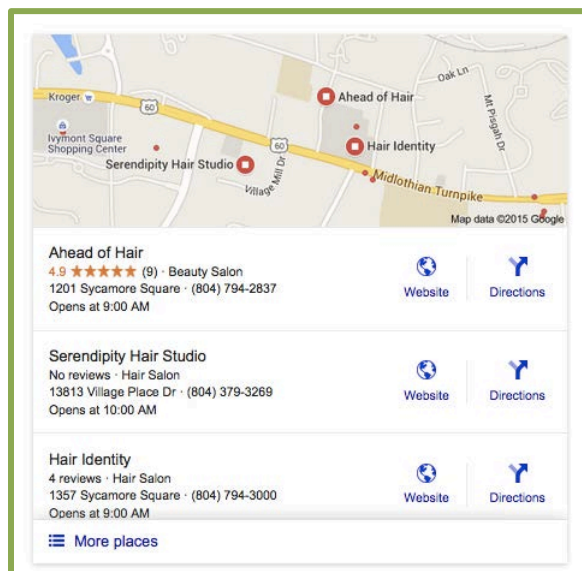 Oak Ln
Kroger
Ahead of Hair
Mt Pisgah Dr
60
Ivymont Square
Shopping Center
60
Hair Identity
Serendipity Hair Studio
Village Mill Dr
Midlothian Turnpike
Map data ©2015 Google
Ahead of Hair
4.9 ★★★★★ (9) · Beauty Salon
1201 Sycamore Square · (804) 794-2837
Opens at 9:00 AM
Website
Directions
Serendipity Hair Studio
No reviews · Hair Salon
13813 Village Place Dr · (804) 379-3269
Opens at 10:00 AM
Website
Directions
Hair Identity
4 reviews · Hair Salon
1357 Sycamore Square · (804) 794-3000
Opens at 9:00 AM
Website
Directions
More places